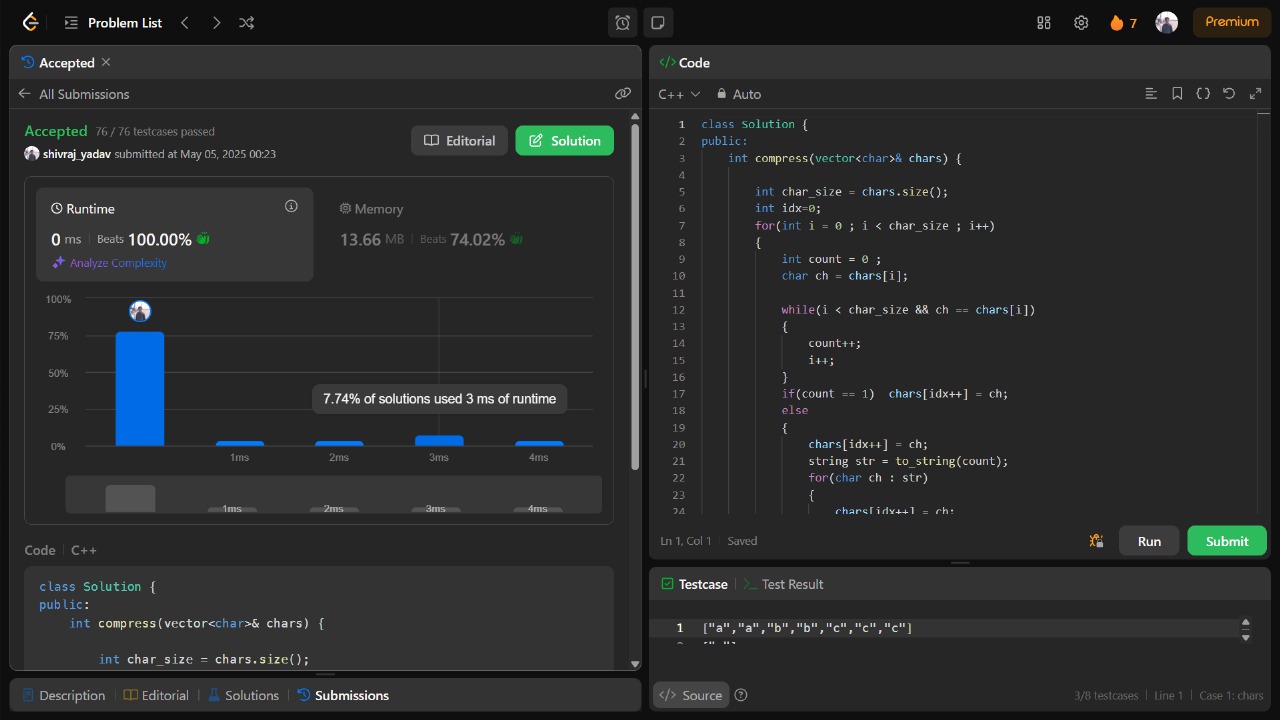 Problem List
7
Premium
Accepted
All Submissions
Accepted 76 / 76 testcases passed
shivraj_yadav submitted at May 05, 2025 00:23
Editorial
Solution
Runtime
0 ms Beats 100.00%
Analyze Complexity
Memory
13.66 MB Beats 74.02%
100%
75%
50%
25%
0%
7.74% of solutions used 3 ms of runtime
1ms 2ms 3ms 4ms
1ms 2ms 3ms 4ms
Code C++
class Solution {
public:
    int compress(vector<char>& chars) {
        int char_size = chars.size();
Description Editorial Solutions Submissions
</> Code
C++ Auto
1 class Solution {
2 public:
3     int compress(vector<char>& chars) {
4
5         int char_size = chars.size();
6         int idx=0;
7         for(int i = 0 ; i < char_size ; i++)
8         {
9             int count = 0 ;
10             char ch = chars[i];
11
12             while(i < char_size && ch == chars[i])
13             {
14                 count++;
15                 i++;
16             }
17             if(count == 1)  chars[idx++] = ch;
18             else
19             {
20                 chars[idx++] = ch;
21                 string str = to_string(count);
22                 for(char ch : str)
23                 {
24                     chars[idx++] = ch;
Ln 1, Col 1 Saved
Run
Submit
Testcase
>_ Test Result
1 ["a","a","b","b","c","c","c"]
</> Source
3/8 testcases Line 1 Case 1: chars